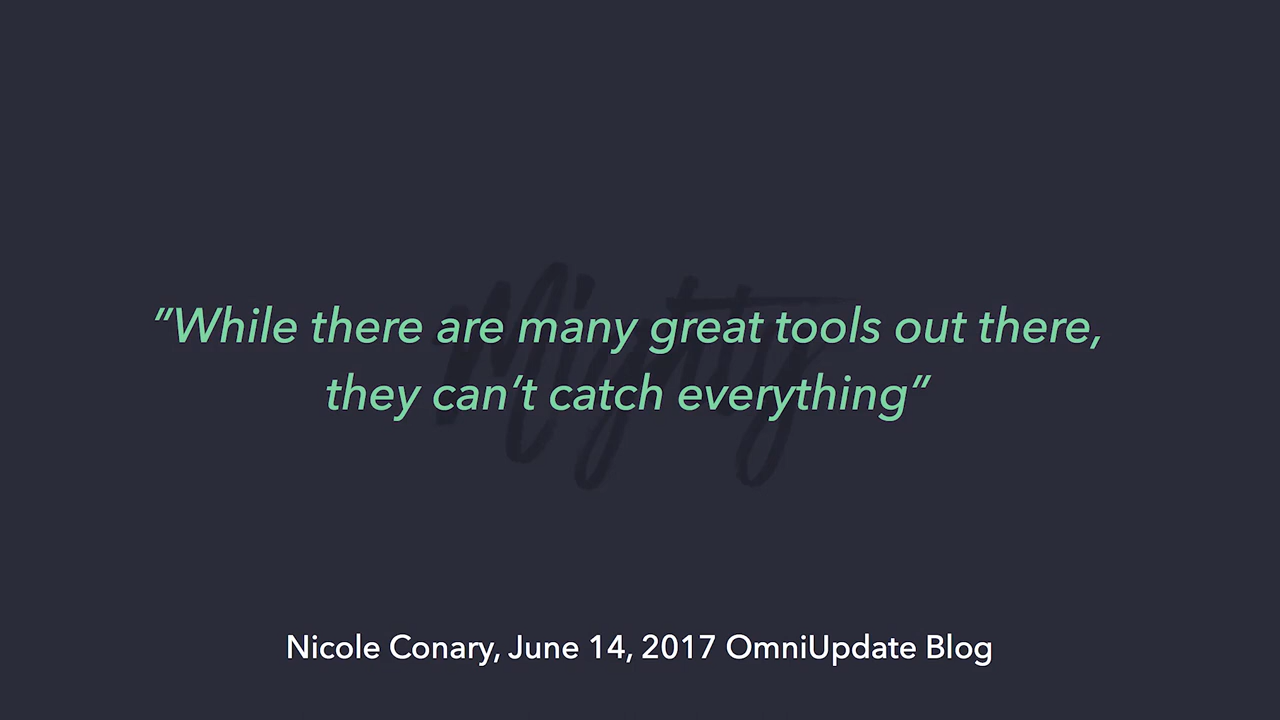 Mighty
“While there are many great tools out there,
they can’t catch everything”
Nicole Conary, June 14, 2017 OmniUpdate Blog